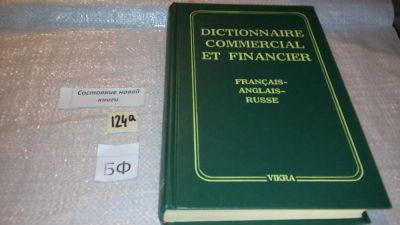 Состояние новой
книги
124а
БФ
DICTIONNAIRE
COMMERCIAL
ET FINANCIER
FRANÇAIS-
ANGLAIS-
RUSSE
VIKRA